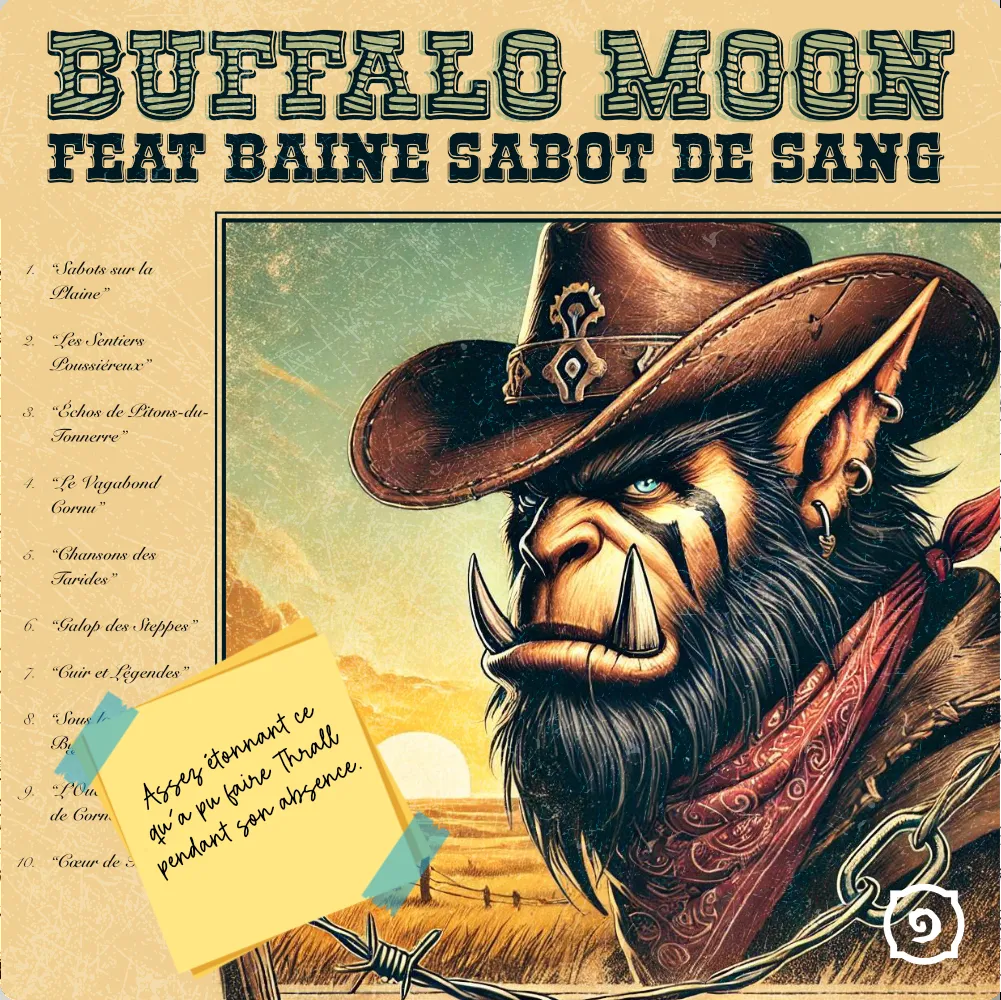 BUFFALO MOON
FEAT BAINE SABOT DE SANG
1. “Sabots sur la
Plaine”
2. “Les Sentiers
Poussiéreux”
3. “Échos de Pitons-du-
Tonnerre”
4. “Le Vagabond
Cornu”
5. “Chansons des
Tarides”
6. “Galop des Steppes”
7. “Cuir et Légendes”
8. “Sous
9.
de
10. “Cœur de
Assez étonnant ce
qu'a pu faire Thrall
pendant son absence.